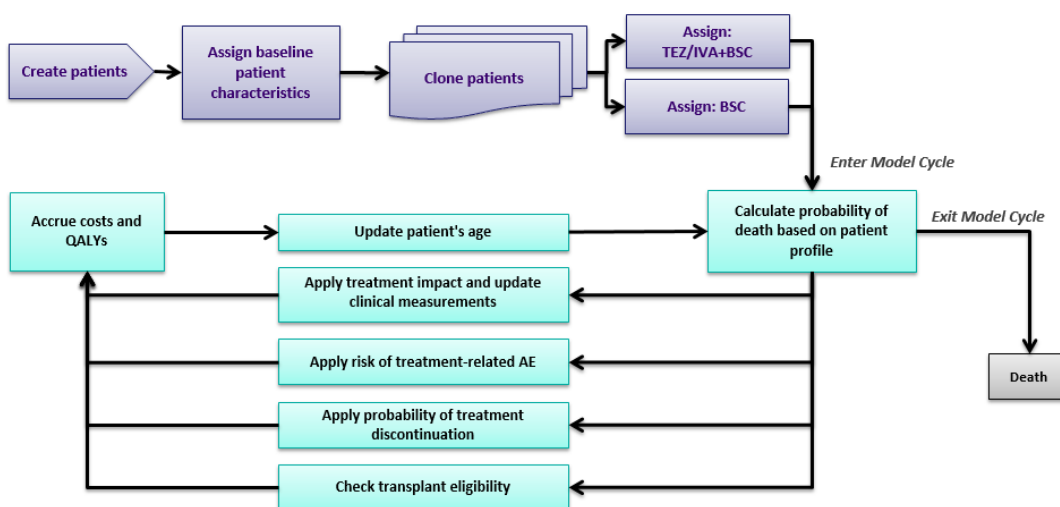 Create patients
Assign baseline
patient
characteristics
Clone patients
Assign:
TEZ/IVA+BSC
Assign: BSC
Enter Model Cycle
Accrue costs and
QALYs
Update patient's age
Calculate probability of
death based on patient
profile
Exit Model Cycle
Apply treatment impact and update
clinical measurements
Apply risk of treatment-related AE
Death
Apply probability of treatment
discontinuation
Check transplant eligibility